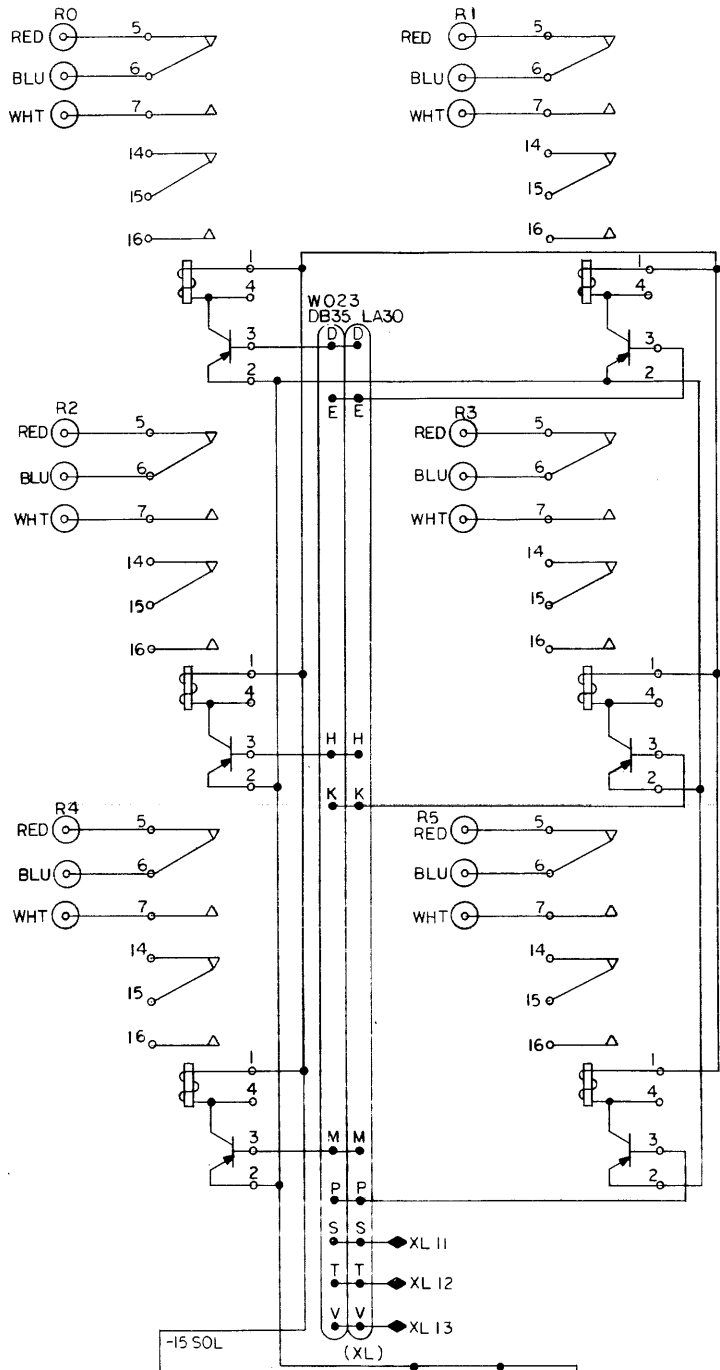 R0
RED 5
BLU 6
WHT 7
14
15
16
1
4
3
2
R1
RED 5
BLU 6
WHT 7
14
15
16
1
4
3
2
W023
DB35 LA30
D D
E E
R2
RED 5
BLU 6
WHT 7
14
15
16
1
4
3
2
R3
RED 5
BLU 6
WHT 7
14
15
16
1
4
3
2
H H
K K
R4
RED 5
BLU 6
WHT 7
14
15
16
1
4
3
2
R5
RED 5
BLU 6
WHT 7
14
15
16
1
4
3
2
M M
P P
S S XL 11
T T XL 12
V V XL 13
(XL)
-15 SOL